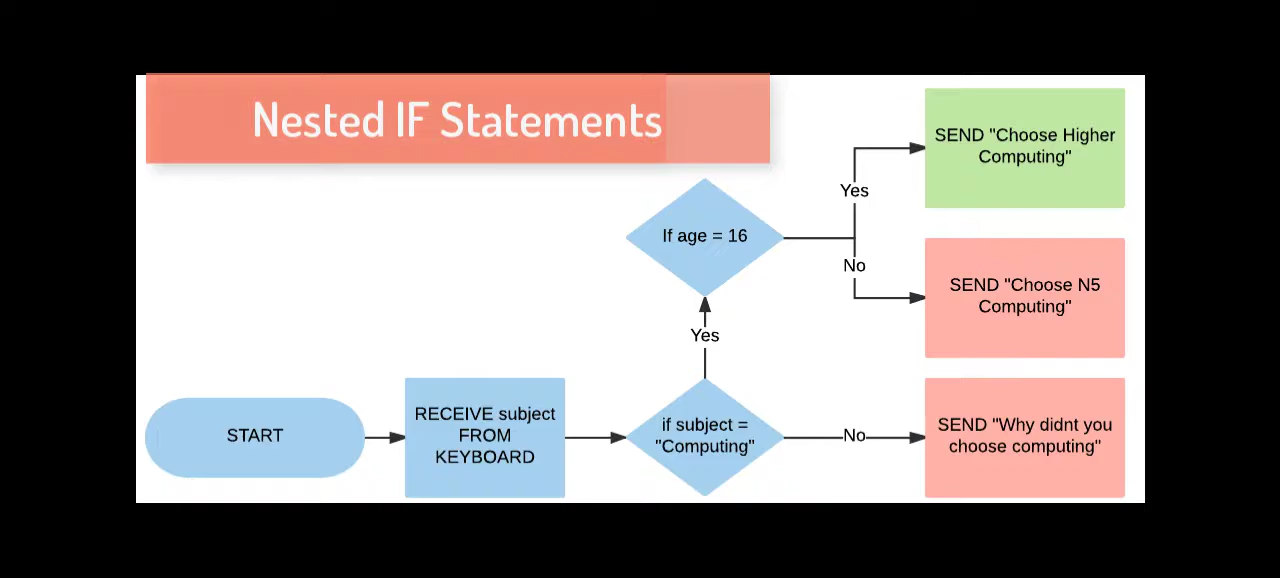 Nested IF Statements
SEND "Choose Higher
Computing"
Yes
If age = 16
No
SEND "Choose N5
Computing"
Yes
START
RECEIVE subject
FROM
KEYBOARD
if subject =
"Computing"
No
SEND "Why didnt you
choose computing"